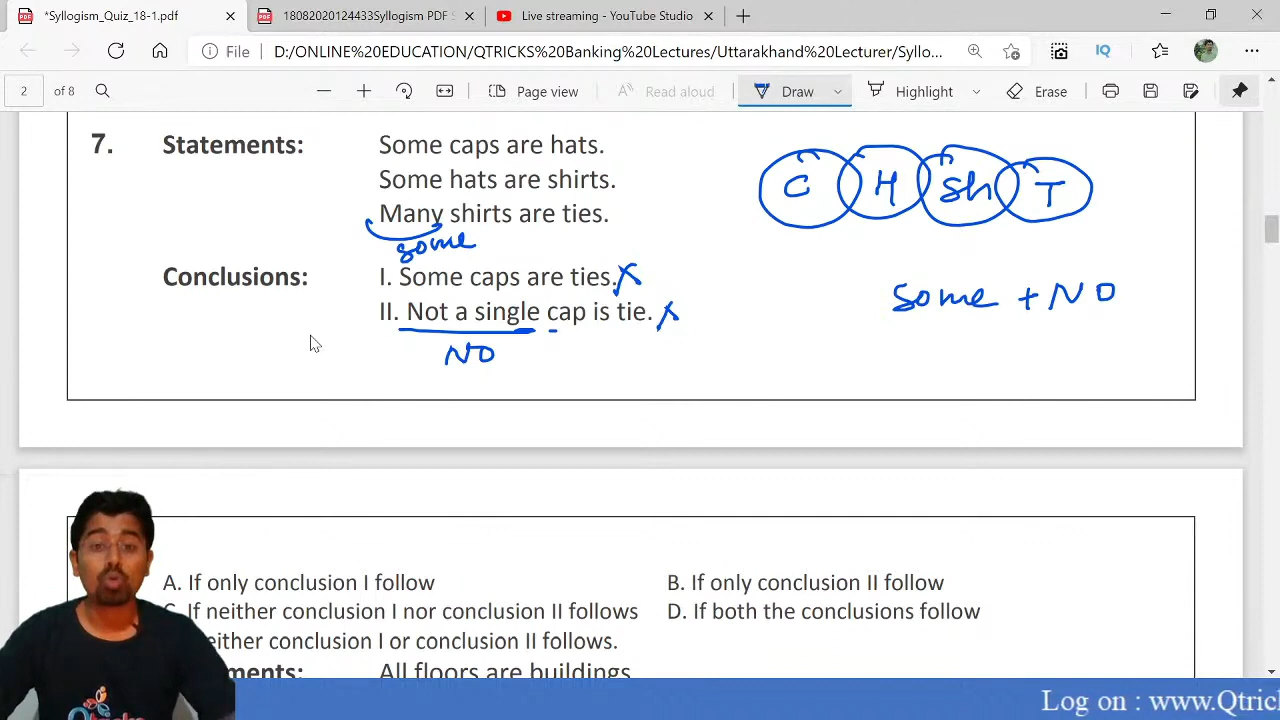 *Syllogism_Quiz_18-1.pdf
18082020124433Syllogism PDF S
Live streaming - YouTube Studio
File
D:/ONLINE%20EDUCATION/QTRICKS%20Banking%20Lectures/Uttarakhand%20Lecturer/Syllo...
IQ
2 of 8
Page view
Read aloud
Draw
Highlight
Erase
7. Statements: Some caps are hats.
Some hats are shirts.
Many shirts are ties.
some
C H Sh T
Conclusions: I. Some caps are ties. X
II. Not a single cap is tie. X
NO
Some + NO
A. If only conclusion I follow
B. If only conclusion II follow
C. If neither conclusion I nor conclusion II follows
D. If both the conclusions follow
either conclusion I or conclusion II follows.
ments: All floors are buildings
Log on : www.Qtric
Qtricks